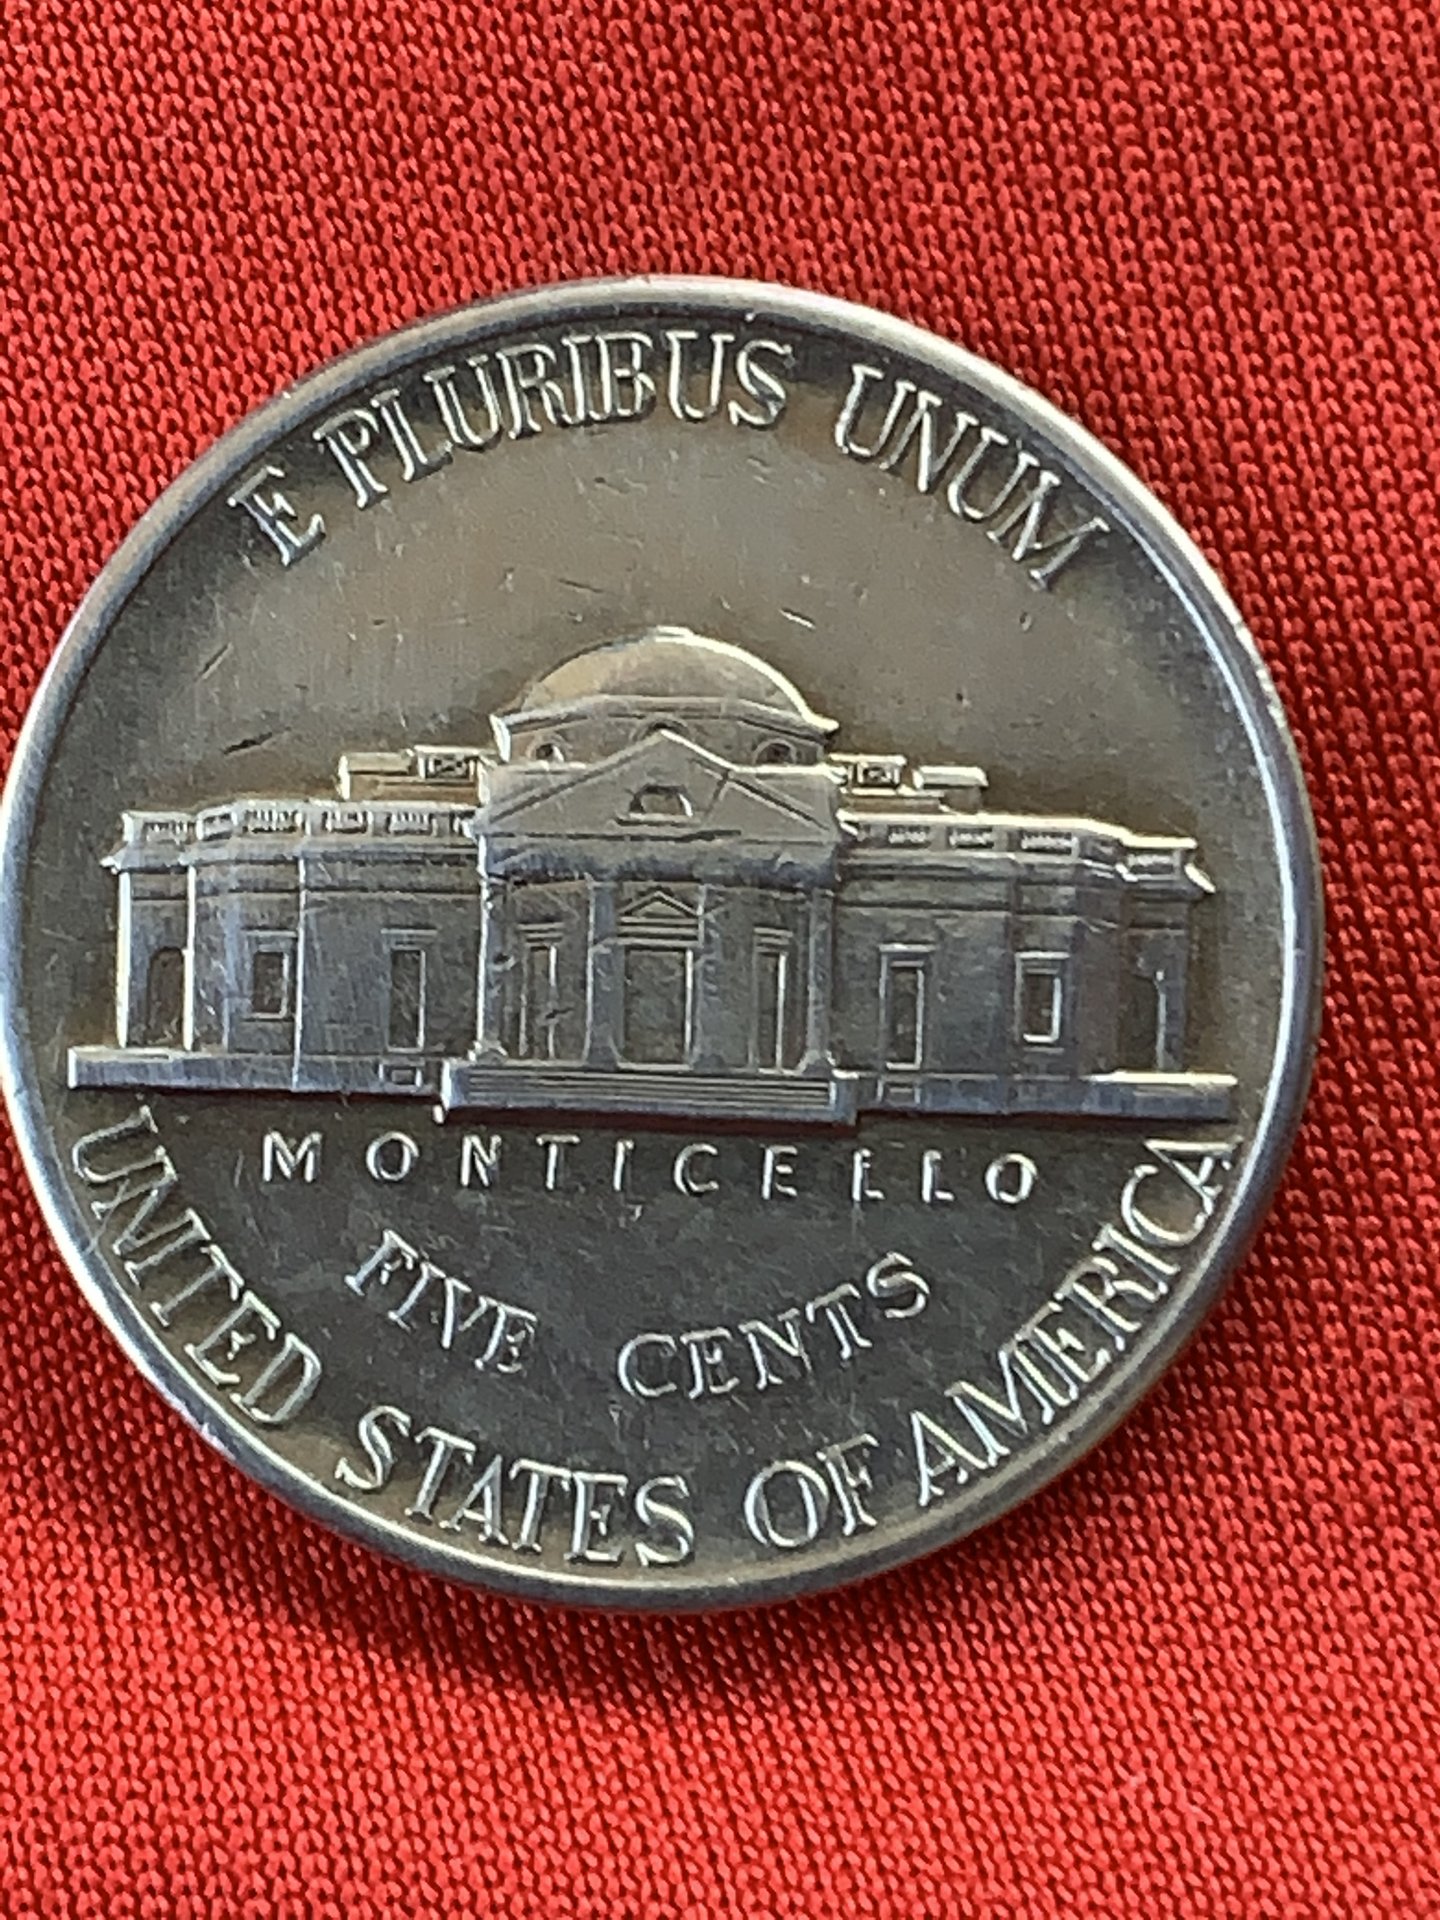 E PLURIBUS UNUM
MONTICELLO
FIVE CENTS
UNITED STATES OF AMERICA